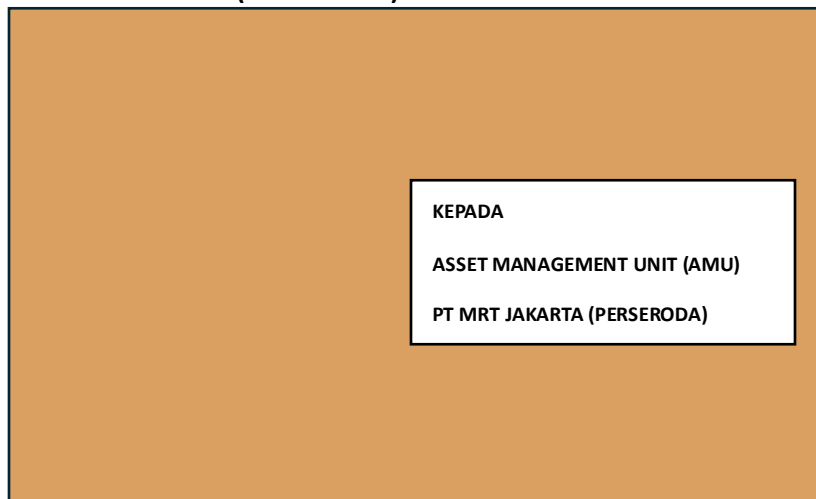 KEPADA
ASSET MANAGEMENT UNIT (AMU)
PT MRT JAKARTA (PERSERODA)